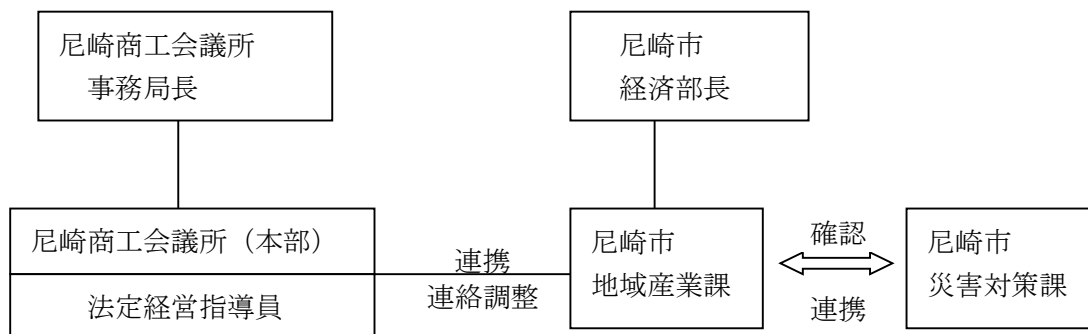 尼崎商工会議所
事務局長
尼崎市
経済部長
尼崎商工会議所（本部）
法定経営指導員
連携
連絡調整
尼崎市
地域産業課
確認
連携
尼崎市
災害対策課